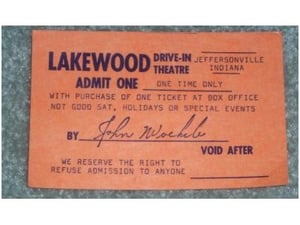 LAKEWOOD DRIVE-IN THEATRE JEFFERSONVILLE INDIANA
ADMIT ONE ONE TIME ONLY
WITH PURCHASE OF ONE TICKET AT BOX OFFICE
NOT GOOD SAT, HOLIDAYS OR SPECIAL EVENTS
BY John
VOID AFTER
WE RESERVE THE RIGHT TO
REFUSE ADMISSION TO ANYONE